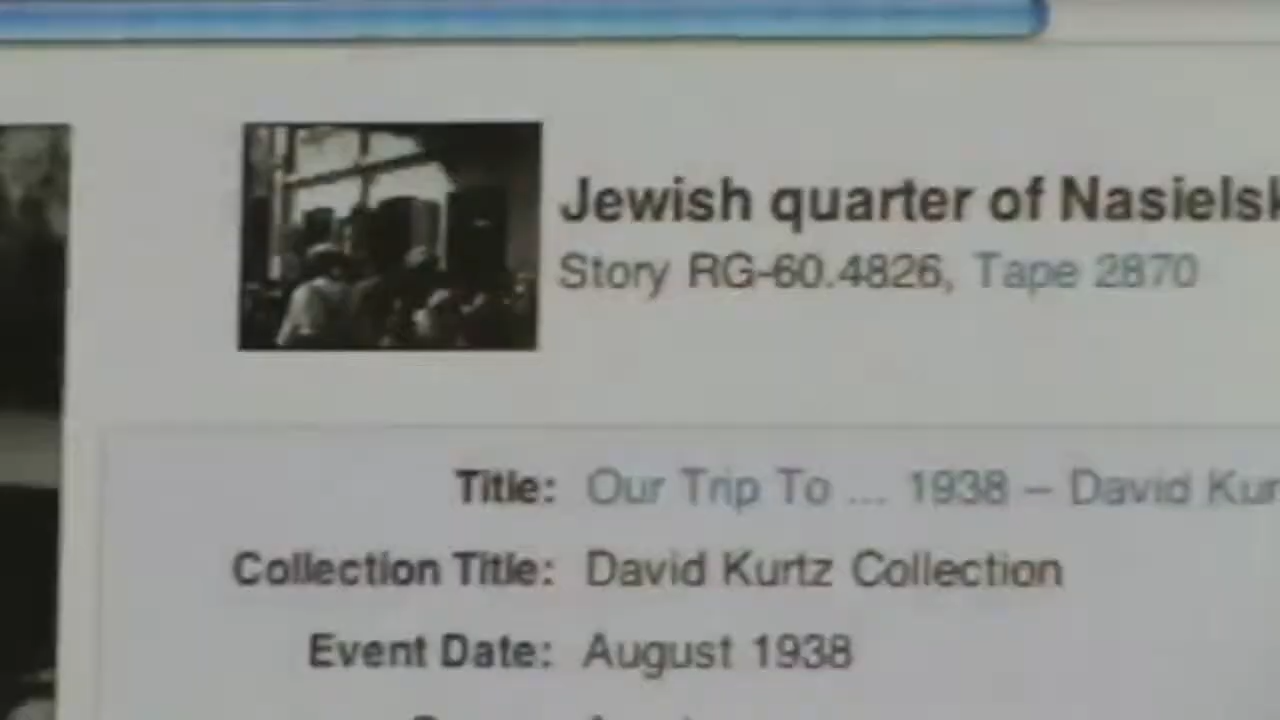 Jewish quarter of Nasielsk
Story RG-60.4826, Tape 2870
Title: Our Trip To ... 1938 – David Kur
Collection Title: David Kurtz Collection
Event Date: August 1938